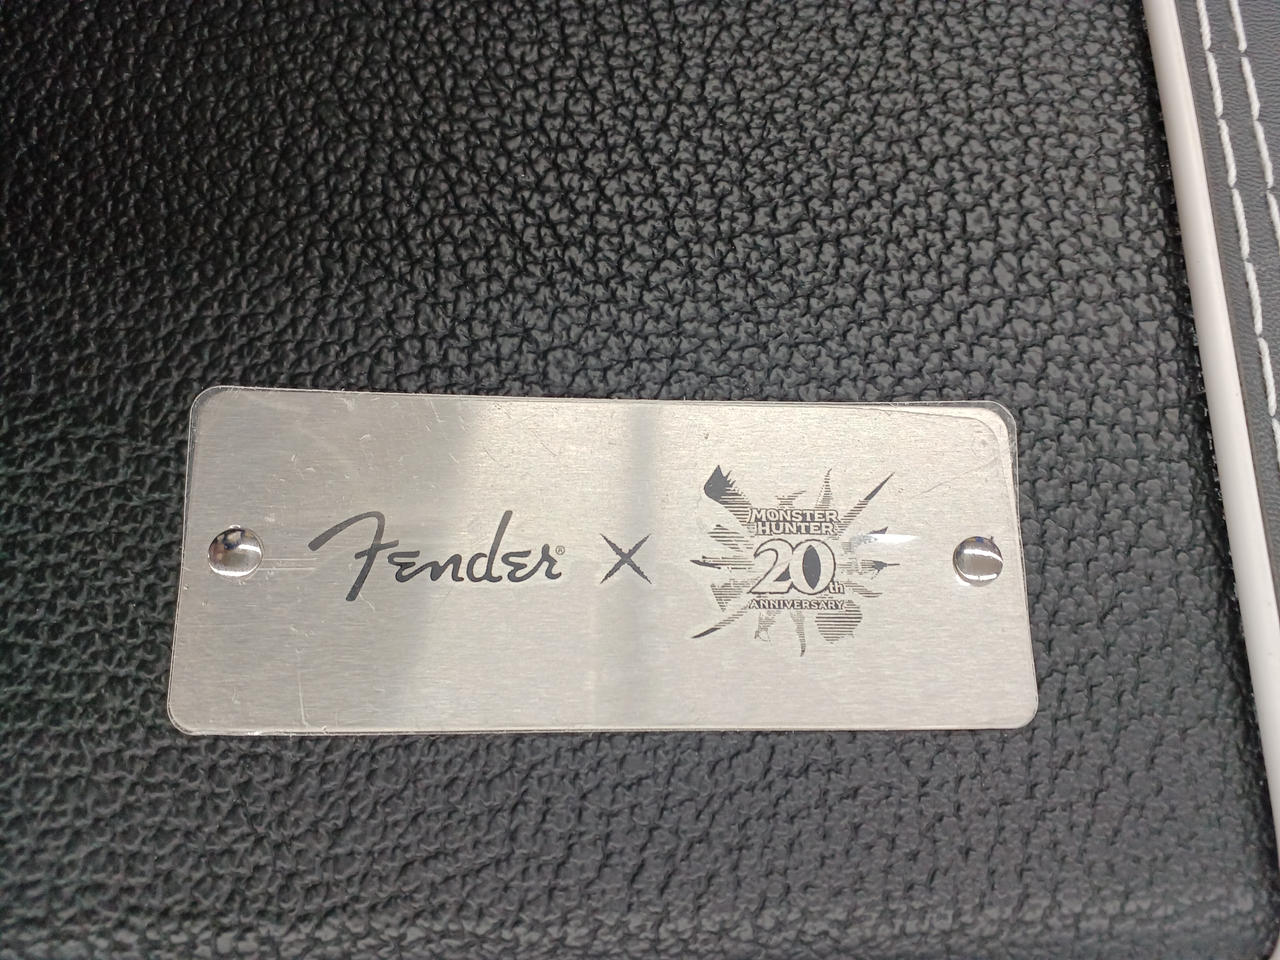 Fender® X
MONSTER
HUNTER
20th
ANNIVERSARY